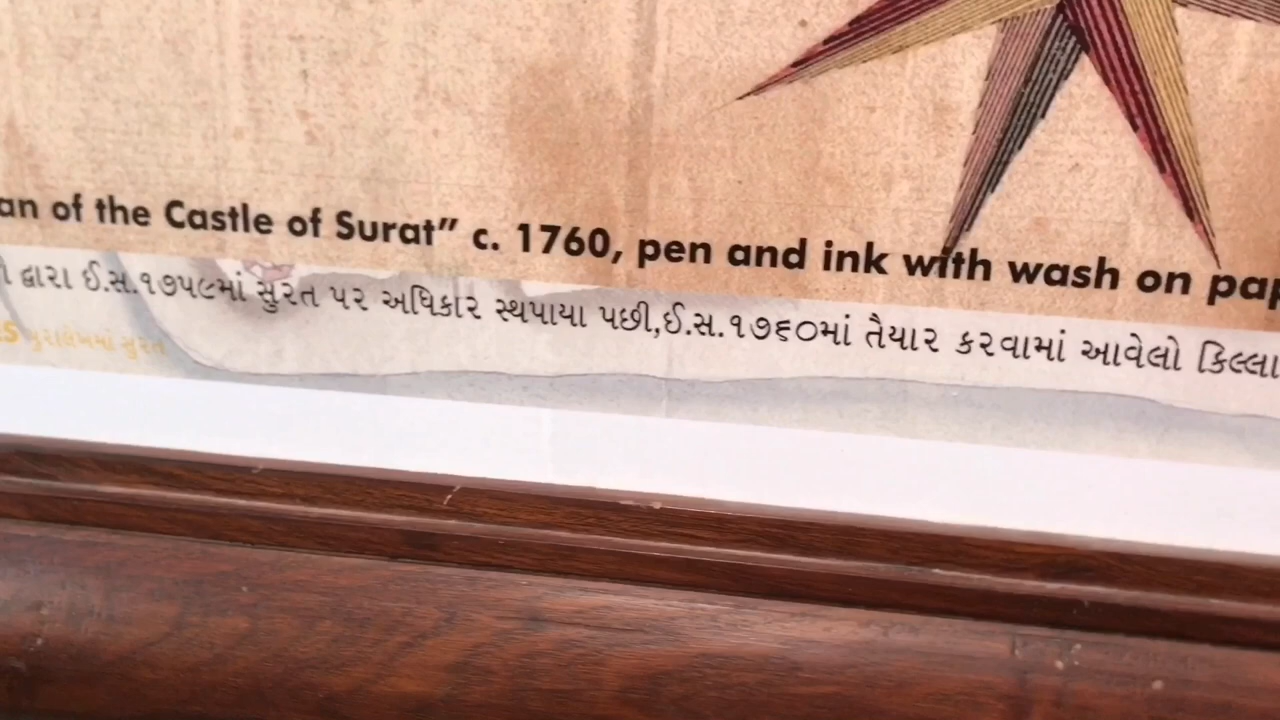 an of the Castle of Surat” c. 1760, pen and ink with wash on pap
દ્વારા ઈ.સ.૧૭૫૯માં સુરત પર અધિકાર સ્થપાયા પછી,ઈ.સ.૧૭૬૦માં તૈયાર કરવામાં આવેલો કિલ્લા
સુરત